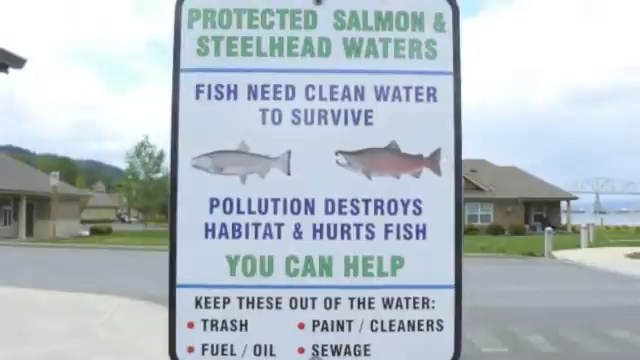 PROTECTED SALMON &
STEELHEAD WATERS
FISH NEED CLEAN WATER
TO SURVIVE
POLLUTION DESTROYS
HABITAT & HURTS FISH
YOU CAN HELP
KEEP THESE OUT OF THE WATER:
• TRASH • PAINT / CLEANERS
• FUEL / OIL • SEWAGE